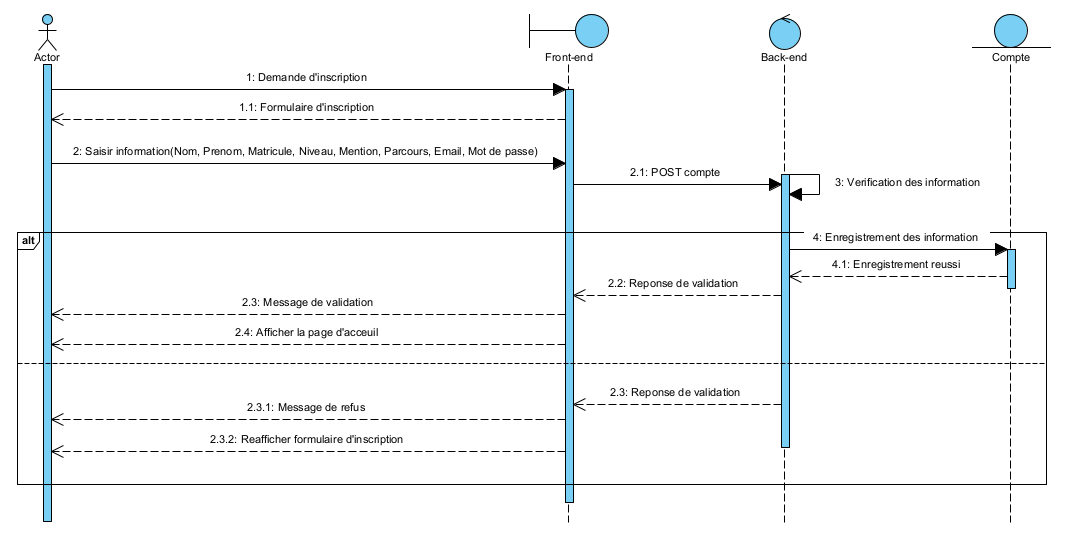 Actor
Front-end
Back-end
Compte
1: Demande d'inscription
1.1: Formulaire d'inscription
2: Saisir information(Nom, Prenom, Matricule, Niveau, Mention, Parcours, Email, Mot de passe)
2.1: POST compte
3: Verification des information
alt
4: Enregistrement des information
4.1: Enregistrement reussi
2.2: Reponse de validation
2.3: Message de validation
2.4: Afficher la page d'acceuil
2.3: Reponse de validation
2.3.1: Message de refus
2.3.2: Reafficher formulaire d'inscription